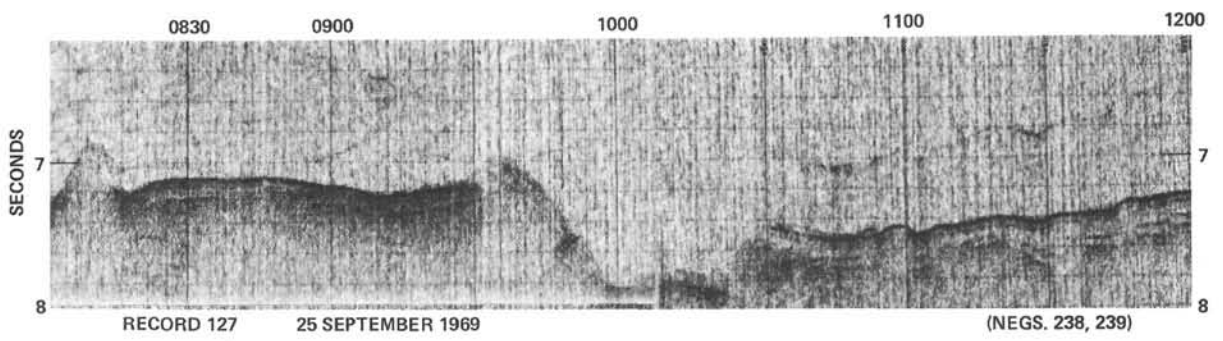 0830 0900 1000 1100 1200
SECONDS
7 7
8 8
RECORD 127 25 SEPTEMBER 1969 (NEGS. 238, 239)